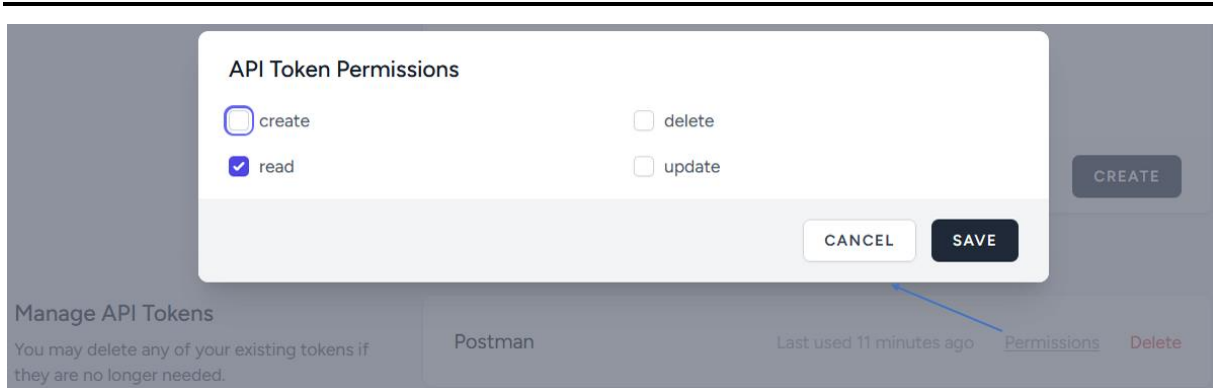 API Token Permissions
create
delete
read
update
CREATE
CANCEL
SAVE
Manage API Tokens
You may delete any of your existing tokens if
they are no longer needed.
Postman
Last used 11 minutes ago
Permissions
Delete